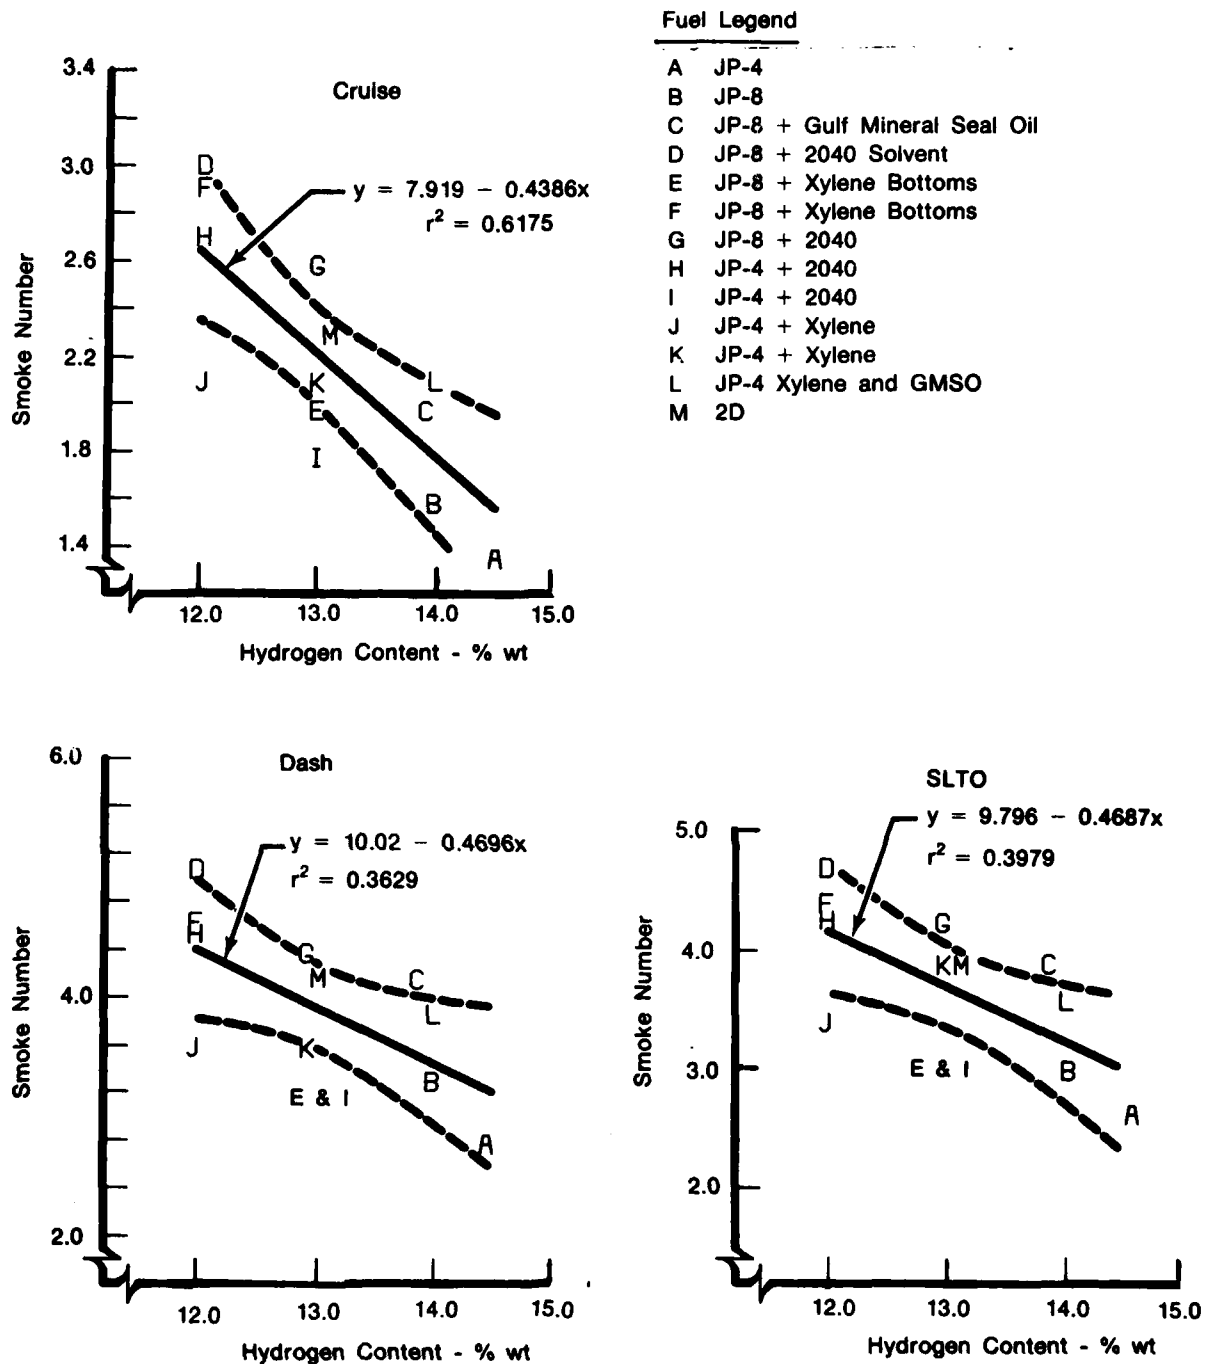 Fuel Legend
A JP-4
B JP-8
C JP-8 + Gulf Mineral Seal Oil
D JP-8 + 2040 Solvent
E JP-8 + Xylene Bottoms
F JP-8 + Xylene Bottoms
G JP-8 + 2040
H JP-4 + 2040
I JP-4 + 2040
J JP-4 + Xylene
K JP-4 + Xylene
L JP-4 Xylene and GMSO
M 2D
Cruise
Smoke Number
3.4
3.0
2.6
2.2
1.8
1.4
y = 7.919 - 0.4386x
r² = 0.6175
D
F
H
G
M
J
K
L
E
C
I
B
A
12.0 13.0 14.0 15.0
Hydrogen Content - % wt
Dash
Smoke Number
6.0
4.0
2.0
y = 10.02 - 0.4696x
r² = 0.3629
D
F
H
G
M
C
L
J
K
B
E & I
A
12.0 13.0 14.0 15.0
Hydrogen Content - % wt
SLTO
Smoke Number
5.0
4.0
3.0
2.0
y = 9.796 - 0.4687x
r² = 0.3979
D
F
H
G
K M
C
L
J
E & I
B
A
12.0 13.0 14.0 15.0
Hydrogen Content - % wt